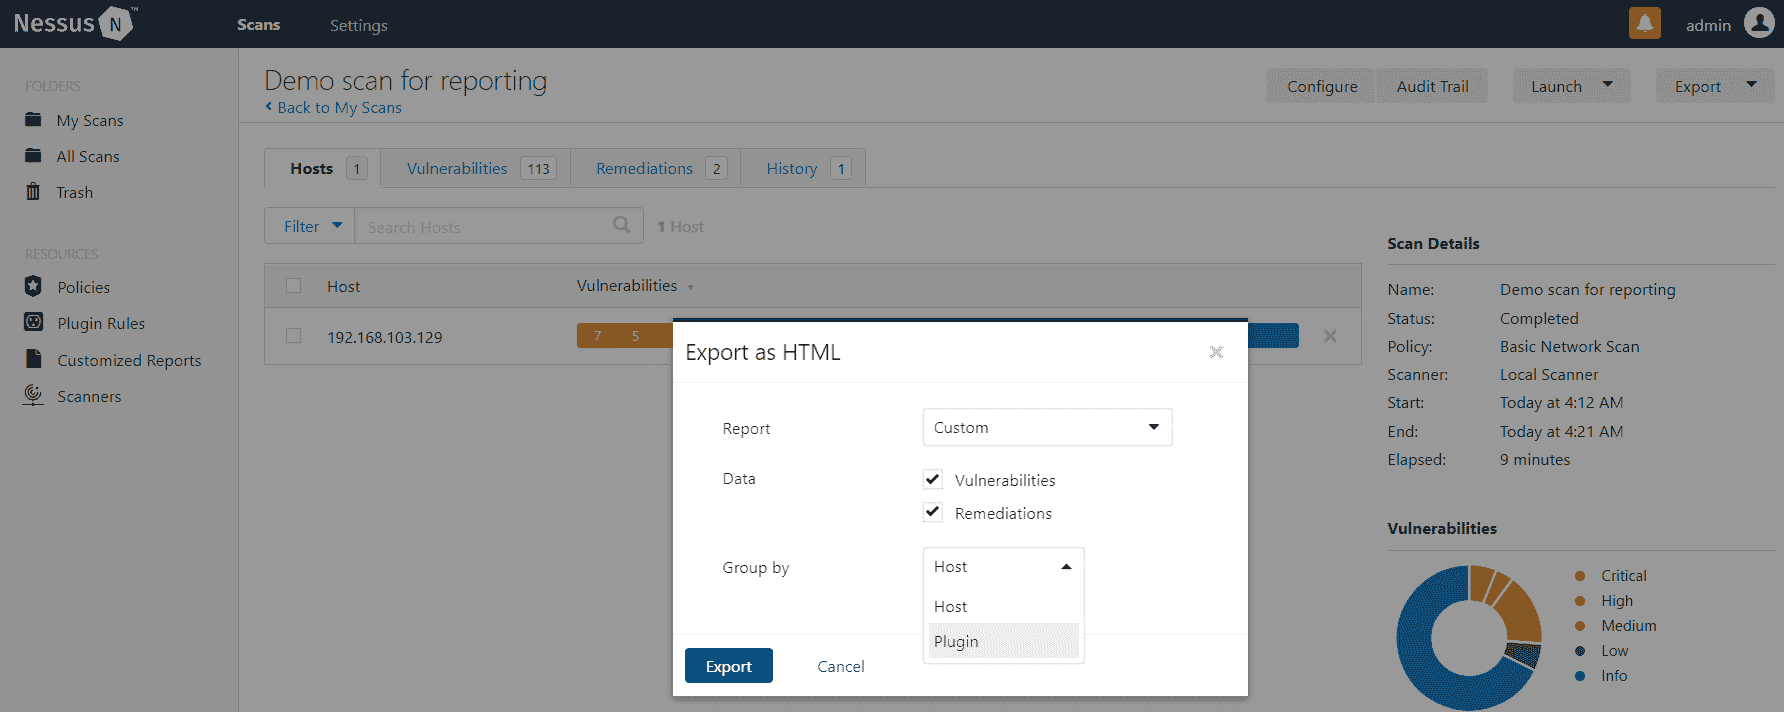 Nessus N ™
Scans
Settings
admin
FOLDERS
My Scans
All Scans
Trash
RESOURCES
Policies
Plugin Rules
Customized Reports
Scanners
Demo scan for reporting
Back to My Scans
Configure
Audit Trail
Launch
Export
Hosts 1
Vulnerabilities 113
Remediations 2
History 1
Filter
Search Hosts
1 Host
Host
Vulnerabilities
192.168.103.129
7 5
Export as HTML
Report
Custom
Data
Vulnerabilities
Remediations
Group by
Host
Host
Plugin
Export
Cancel
Scan Details
Name: Demo scan for reporting
Status: Completed
Policy: Basic Network Scan
Scanner: Local Scanner
Start: Today at 4:12 AM
End: Today at 4:21 AM
Elapsed: 9 minutes
Vulnerabilities
Critical
High
Medium
Low
Info